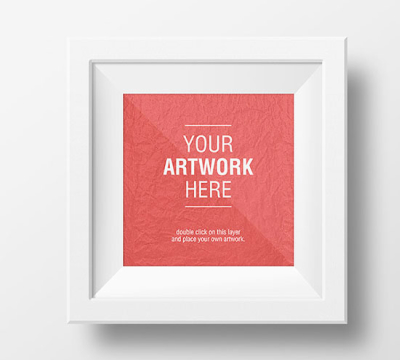 YOUR
ARTWORK
HERE
double click on this layer
and place your own artwork.